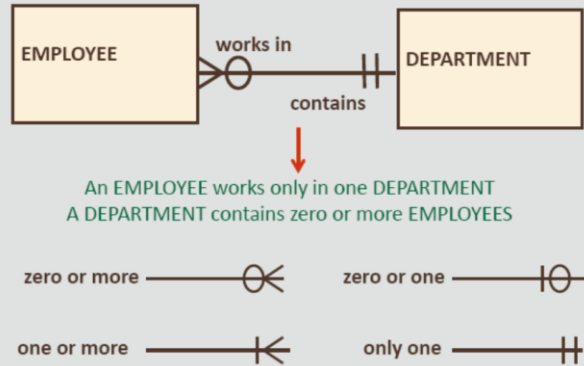 EMPLOYEE
works in
DEPARTMENT
contains
An EMPLOYEE works only in one DEPARTMENT
A DEPARTMENT contains zero or more EMPLOYEES
zero or more
zero or one
one or more
only one